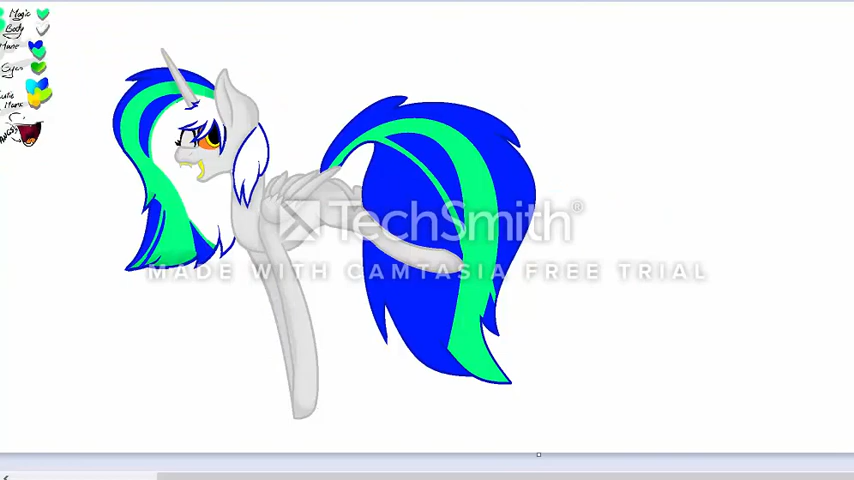 Magic
Body
Mane
Eyes
Cutie
Mark
TechSmith®
MADE WITH CAMTASIA FREE TRIAL